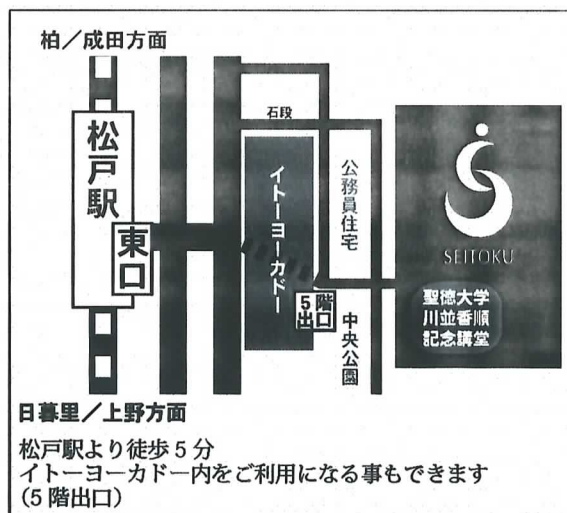 柏／成田方面
松戸駅
東口
石段
イトーヨーカドー
公務員住宅
5階
出口
中央公園
SEITOKU
聖徳大学
川並香順
記念講堂
日暮里／上野方面
松戸駅より徒歩5分
イトーヨーカドー内をご利用になる事もできます
（5階出口）